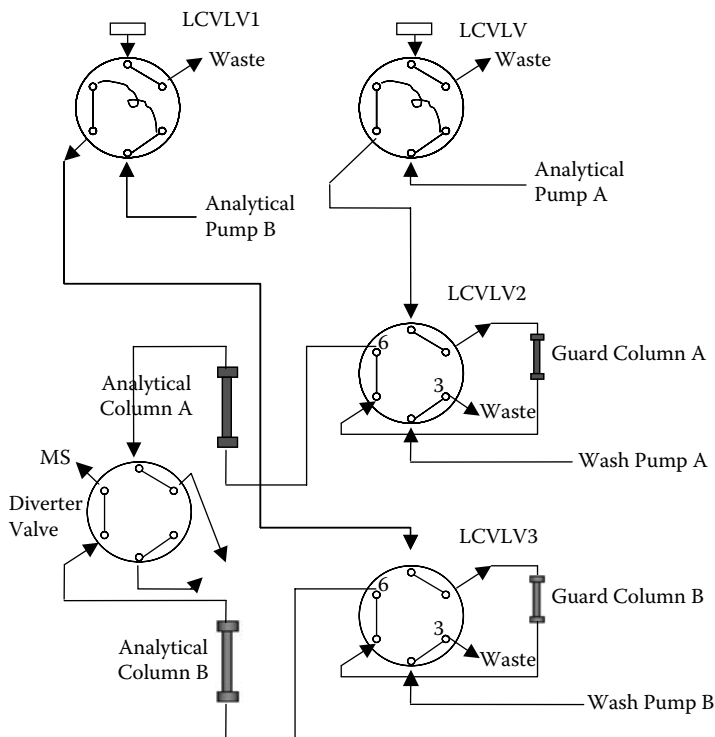 LCVLV1
LCVLV
Waste
Waste
Analytical
Pump B
Analytical
Pump A
LCVLV2
6
Guard Column A
Analytical
Column A
3
Waste
MS
Wash Pump A
Diverter
Valve
LCVLV3
6
Guard Column B
3
Waste
Analytical
Column B
Wash Pump B